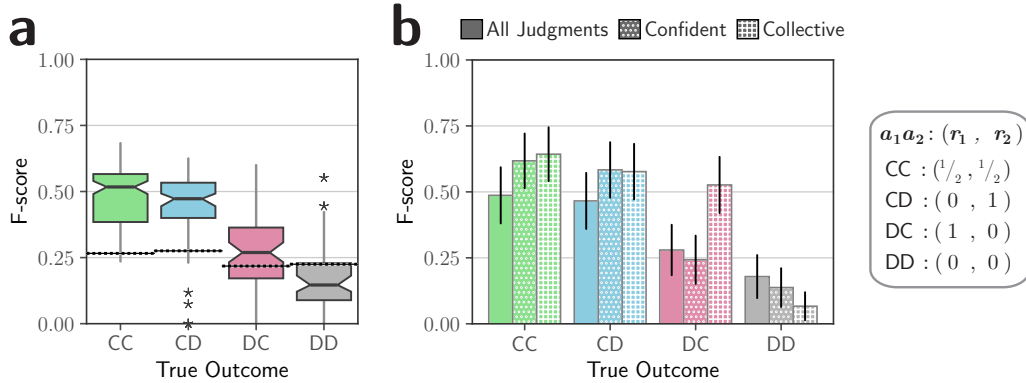 a
1.00
0.75
0.50
0.25
0.00
F-score
CC CD DC DD
True Outcome
b
All Judgments Confident Collective
1.00
0.75
0.50
0.25
0.00
F-score
CC CD DC DD
True Outcome
a₁a₂ : (r₁ , r₂)
CC : (1/2 , 1/2)
CD : ( 0 , 1)
DC : ( 1 , 0)
DD : ( 0 , 0)